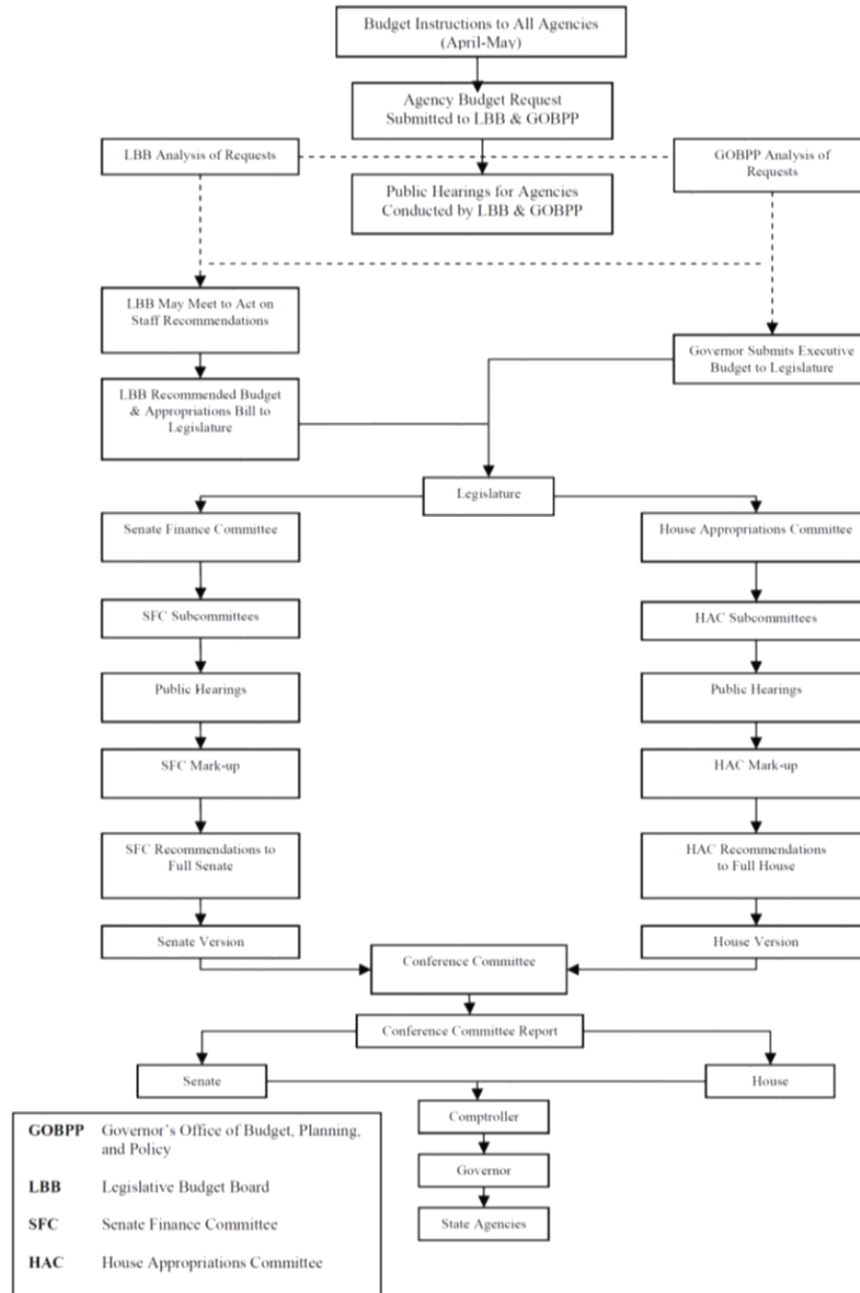 Budget Instructions to All Agencies
(April-May)
Agency Budget Request
Submitted to LBB & GOBPP
LBB Analysis of Requests
GOBPP Analysis of
Requests
Public Hearings for Agencies
Conducted by LBB & GOBPP
LBB May Meet to Act on
Staff Recommendations
Governor Submits Executive
Budget to Legislature
LBB Recommended Budget
& Appropriations Bill to
Legislature
Legislature
Senate Finance Committee
House Appropriations Committee
SFC Subcommittees
HAC Subcommittees
Public Hearings
Public Hearings
SFC Mark-up
HAC Mark-up
SFC Recommendations to
Full Senate
HAC Recommendations
to Full House
Senate Version
House Version
Conference Committee
Conference Committee Report
Senate
House
Comptroller
Governor
State Agencies
GOBPP Governor's Office of Budget, Planning,
and Policy
LBB Legislative Budget Board
SFC Senate Finance Committee
HAC House Appropriations Committee